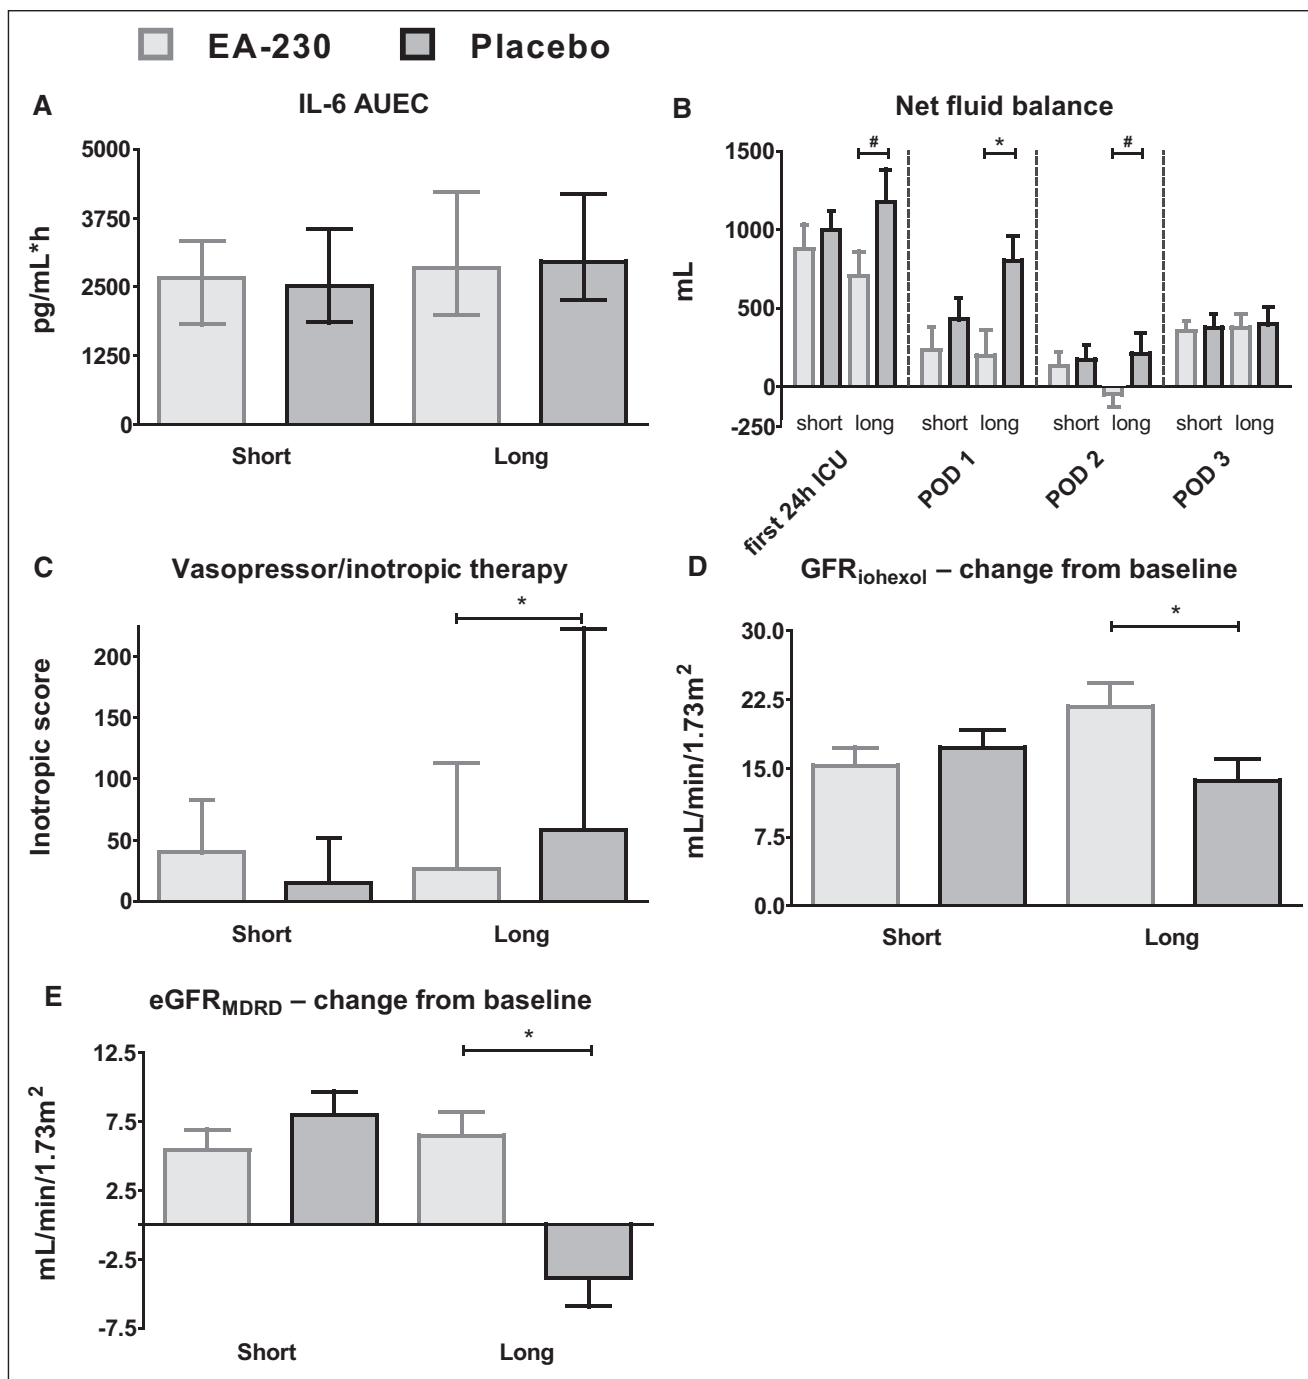 EA-230 Placebo
A IL-6 AUEC
pg/mL*h
5000
3750
2500
1250
0
Short Long
B Net fluid balance
mL
1500
1000
500
0
-250
# * #
short long short long short long short long
first 24h ICU POD 1 POD 2 POD 3
C Vasopressor/inotropic therapy
Inotropic score
200
150
100
50
0
*
Short Long
D GFRiohexol – change from baseline
mL/min/1.73m²
30.0
22.5
15.0
7.5
0.0
*
Short Long
E eGFRMDRD – change from baseline
mL/min/1.73m²
12.5
7.5
2.5
-2.5
-7.5
*
Short Long